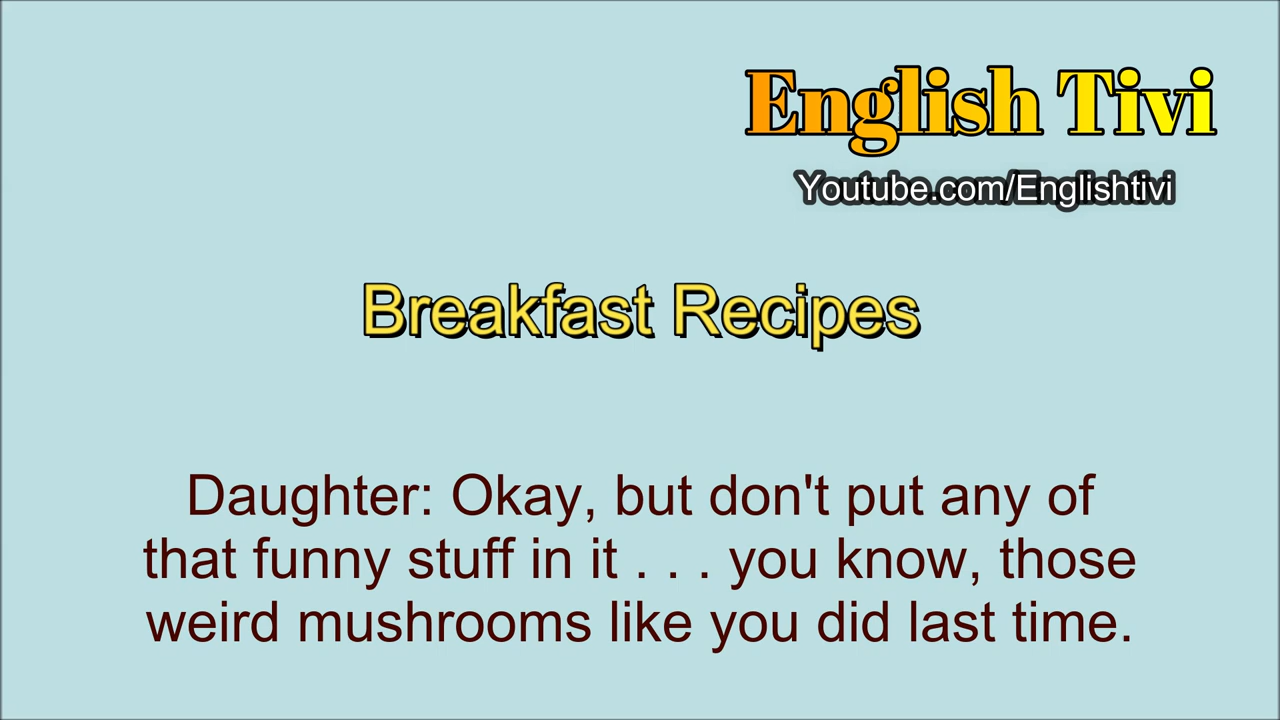 English Tivi
Youtube.com/Englishtivi
Breakfast Recipes
Daughter: Okay, but don't put any of
that funny stuff in it . . . you know, those
weird mushrooms like you did last time.